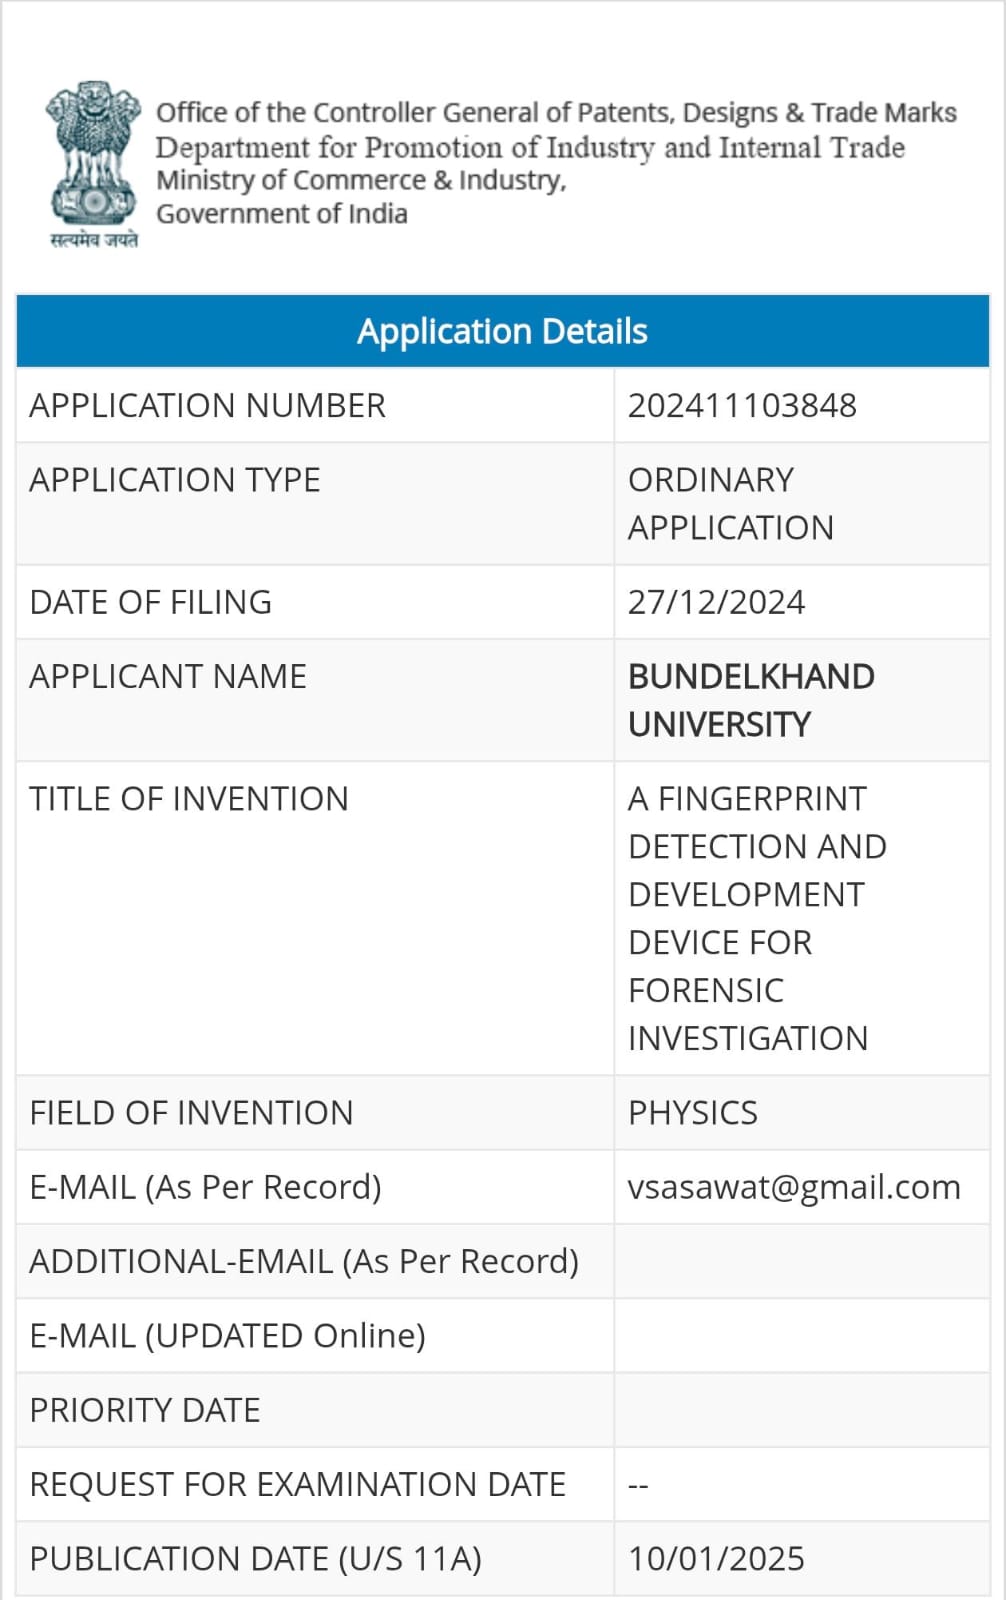 Office of the Controller General of Patents, Designs & Trade Marks
Department for Promotion of Industry and Internal Trade
Ministry of Commerce & Industry,
Government of India
सत्यमेव जयते
Application Details
APPLICATION NUMBER 202411103848
APPLICATION TYPE ORDINARY
APPLICATION
DATE OF FILING 27/12/2024
APPLICANT NAME BUNDELKHAND
UNIVERSITY
TITLE OF INVENTION A FINGERPRINT
DETECTION AND
DEVELOPMENT
DEVICE FOR
FORENSIC
INVESTIGATION
FIELD OF INVENTION PHYSICS
E-MAIL (As Per Record) vsasawat@gmail.com
ADDITIONAL-EMAIL (As Per Record)
E-MAIL (UPDATED Online)
PRIORITY DATE
REQUEST FOR EXAMINATION DATE --
PUBLICATION DATE (U/S 11A) 10/01/2025